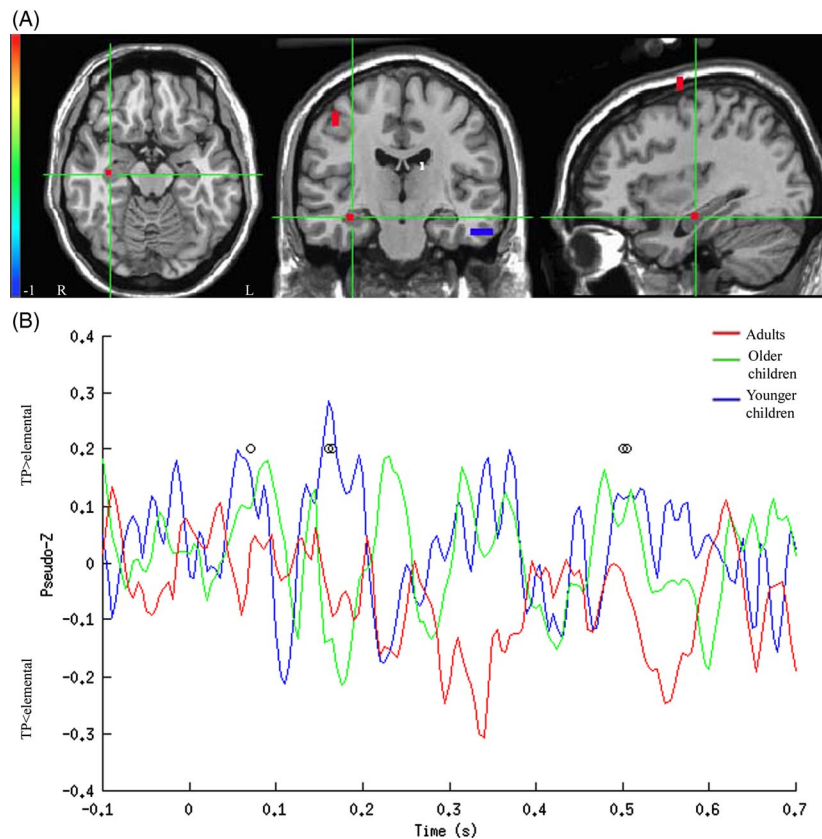 (A)
-1
R
L
1
(B)
0.4
0.3
0.2
0.1
0
-0.1
-0.2
-0.3
-0.4
TP>elemental
Pseudo-Z
TP<elemental
Adults
Older
children
Younger
children
-0.1
0
0.1
0.2
0.3
0.4
0.5
0.6
0.7
Time (s)